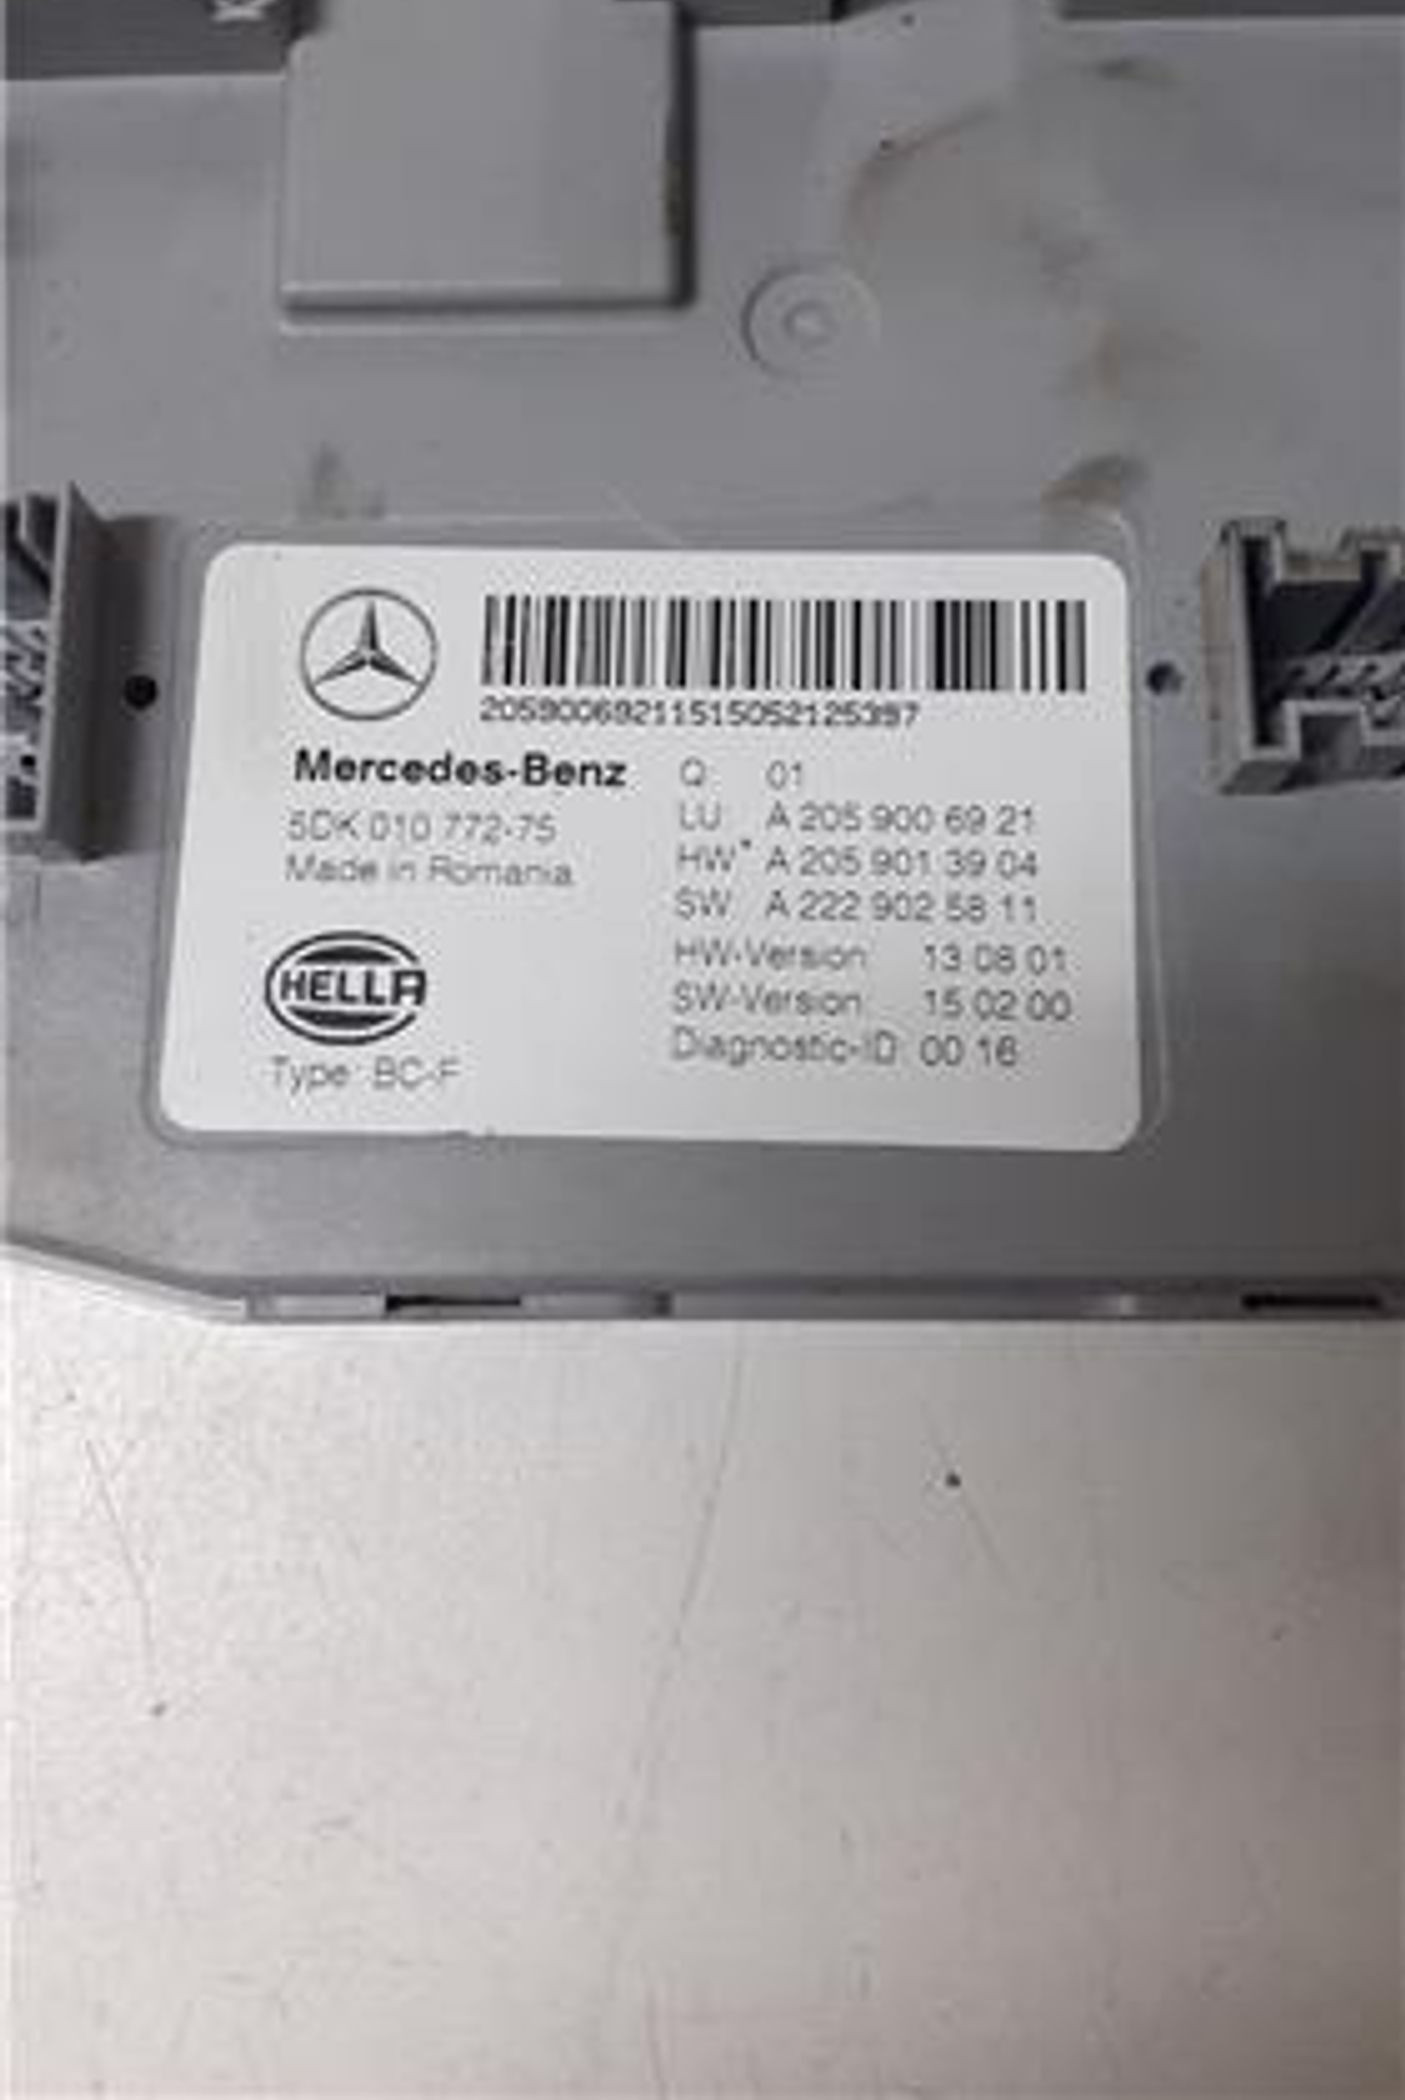 20590069211515052125397
Mercedes-Benz
5DK 010 772-75
Made in Romania
HELLA
Type: BC-F
Q 01
LU A 205 900 69 21
HW A 205 901 39 04
SW A 222 902 58 11
HW-Version 13 08 01
SW-Version 15 02 00
Diagnostic-ID 00 16